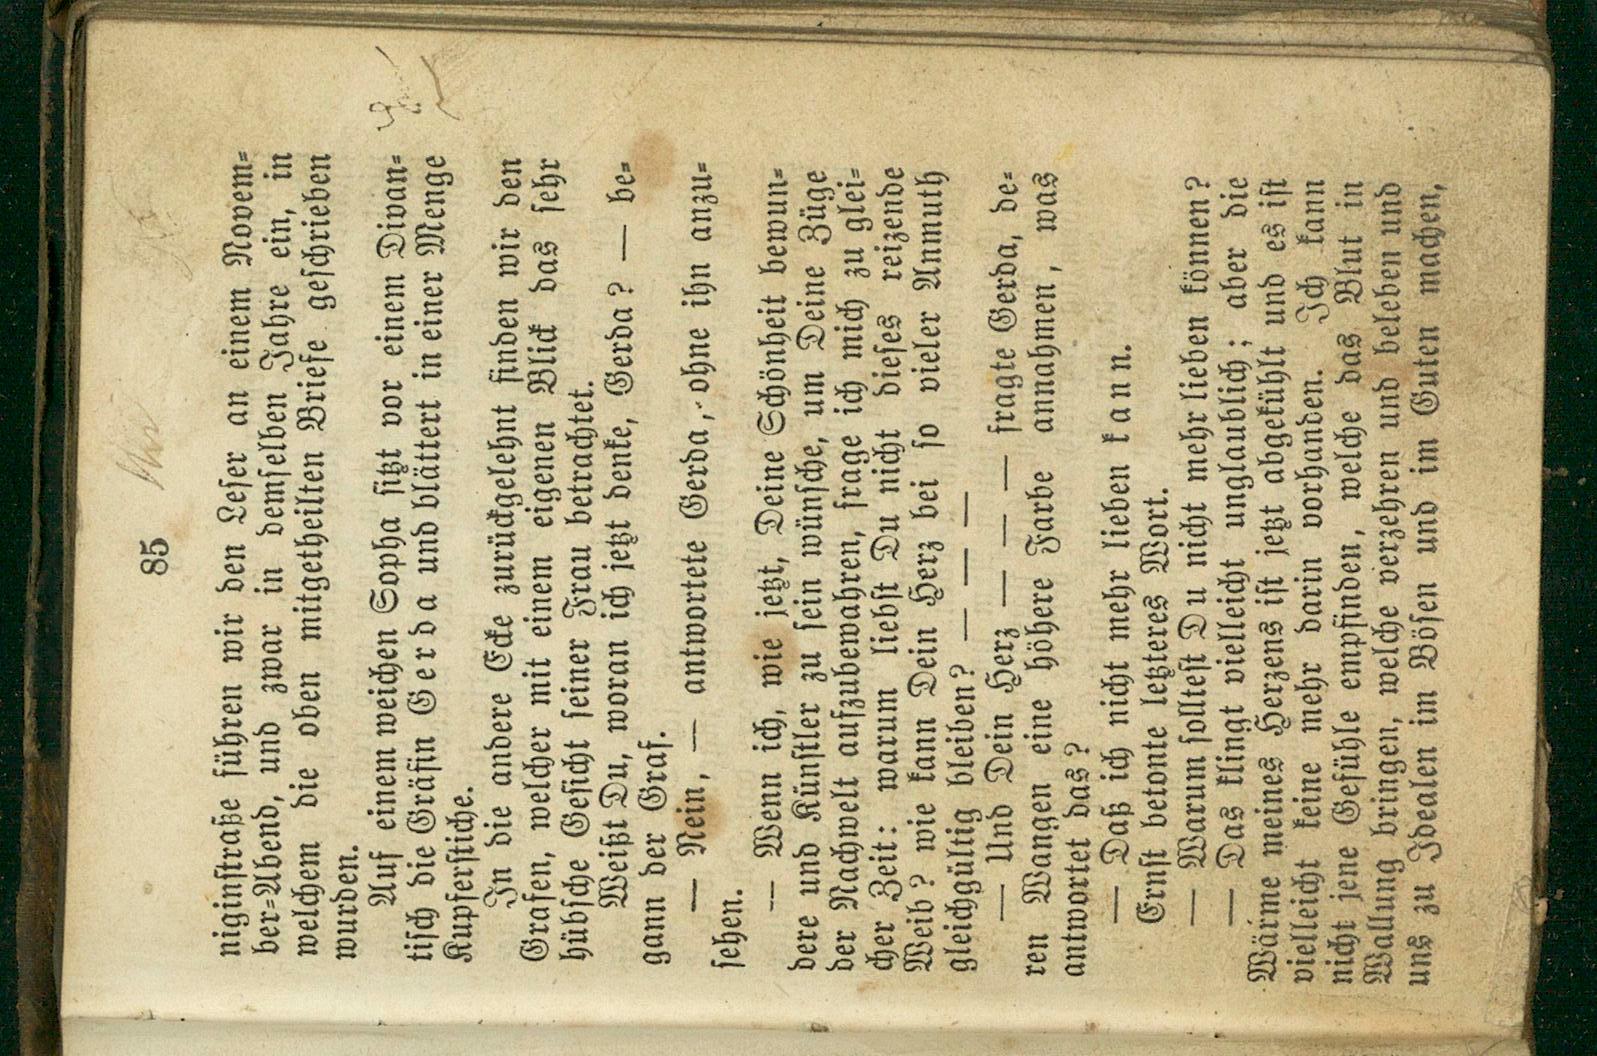 85
niginstraße führen wir den Leser an einem Novem=
ber=Abend, und zwar in demselben Jahre ein, in
welchem die oben mitgetheilten Briefe geschrieben
wurden.
Auf einem weichen Sopha sitzt vor einem Divan=
tisch die Gräfin Gerda und blättert in einer Menge
Kupferstiche.
In die andere Ecke zurückgelehnt finden wir den
Grafen, welcher mit einem eigenen Blick das sehr
hübsche Gesicht seiner Frau betrachtet.
Weißt Du, woran ich jetzt denke, Gerda? — be=
gann der Graf.
— Nein, — antwortete Gerda, ohne ihn anzu=
sehen.
— Wenn ich, wie jetzt, Deine Schönheit bewun=
dere und Künstler zu sein wünsche, um Deine Züge
der Nachwelt aufzubewahren, frage ich mich zu glei=
cher Zeit: warum liebst Du nicht dieses reizende
Weib? wie kann Dein Herz bei so vieler Anmuth
gleichgültig bleiben? — — —
— Und Dein Herz — — — fragte Gerda, de=
ren Wangen eine höhere Farbe annahmen, was
antwortet das?
— Daß ich nicht mehr lieben kann.
Ernst betonte letzteres Wort.
— Warum solltest Du nicht mehr lieben können?
— Das klingt vielleicht unglaublich; aber die
Wärme meines Herzens ist jetzt abgekühlt und es ist
vielleicht keine mehr darin vorhanden. Ich kann
nicht jene Gefühle empfinden, welche das Blut in
Wallung bringen, welche verzehren und beleben und
uns zu Idealen im Bösen und im Guten machen,